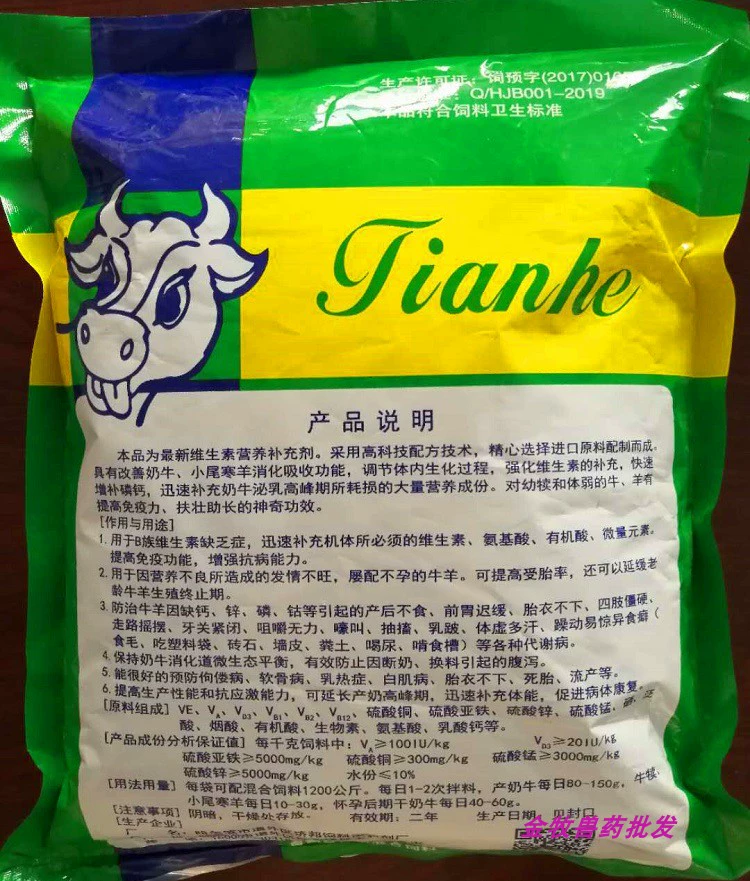 生产许可证：饲预字(2017)010
Q/HJB001-2019
本品符合饲料卫生标准
Tianhe
产品说明
本品为最新维生素营养补充剂。采用高科技配方技术，精心选择进口原料配制而成。
具有改善奶牛、小尾寒羊消化吸收功能，调节体内生化过程，强化维生素的补充，快速
增补磷钙，迅速补充奶牛泌乳高峰期所耗损的大量营养成份。对幼犊和体弱的牛、羊有
提高免疫力、扶壮助长的神奇功效。
[作用与用途]
1.用于B族维生素缺乏症，迅速补充机体所必须的维生素、氨基酸、有机酸、微量元素。
提高免疫功能，增强抗病能力。
2.用于因营养不良所造成的发情不旺，屡配不孕的牛羊。可提高受胎率，还可以延缓老
龄牛羊生殖终止期。
3.防治牛羊因缺钙、锌、磷、钴等引起的产后不食、前胃迟缓、胎衣不下、四肢僵硬、
走路摇摆、牙关紧闭、咀嚼无力、嚎叫、抽搐、乳跛、体虚多汗、躁动易惊异食癖（
食毛、吃塑料袋、砖石、墙皮、粪土、喝尿、啃食槽）等各种代谢病。
4.保持奶牛消化道微生态平衡，有效防止因断奶、换料引起的腹泻。
5.能很好的预防佝偻病、软骨病、乳热症、白肌病、胎衣不下、死胎、流产等。
6.提高生产性能和抗应激能力，可延长产奶高峰期，迅速补充体能，促进病体康复。
[原料组成] VE、VA、VD3、VB1、VB2、VB12、硫酸铜、硫酸亚铁、硫酸锌、硫酸锰、
酸、烟酸、有机酸、生物素、氨基酸、乳酸钙等。
[产品成份分析保证值] 每千克饲料中：VA≥100IU/kg VD3≥20IU/kg
硫酸亚铁≥5000mg/kg 硫酸铜≥300mg/kg 硫酸锰≥3000mg/kg
硫酸锌≥5000mg/kg 水份≤10%
[用法用量] 每袋可配混合饲料1200公斤。每日1-2次拌料，产奶牛每日80-150g，牛犊、
小尾寒羊每日10-30g，怀孕后期干奶牛每日40-60g。
[注意事项] 阴暗，干燥处存放。 有效期：二年 生产日期：见封口
[生产企业]
金牧兽药批发